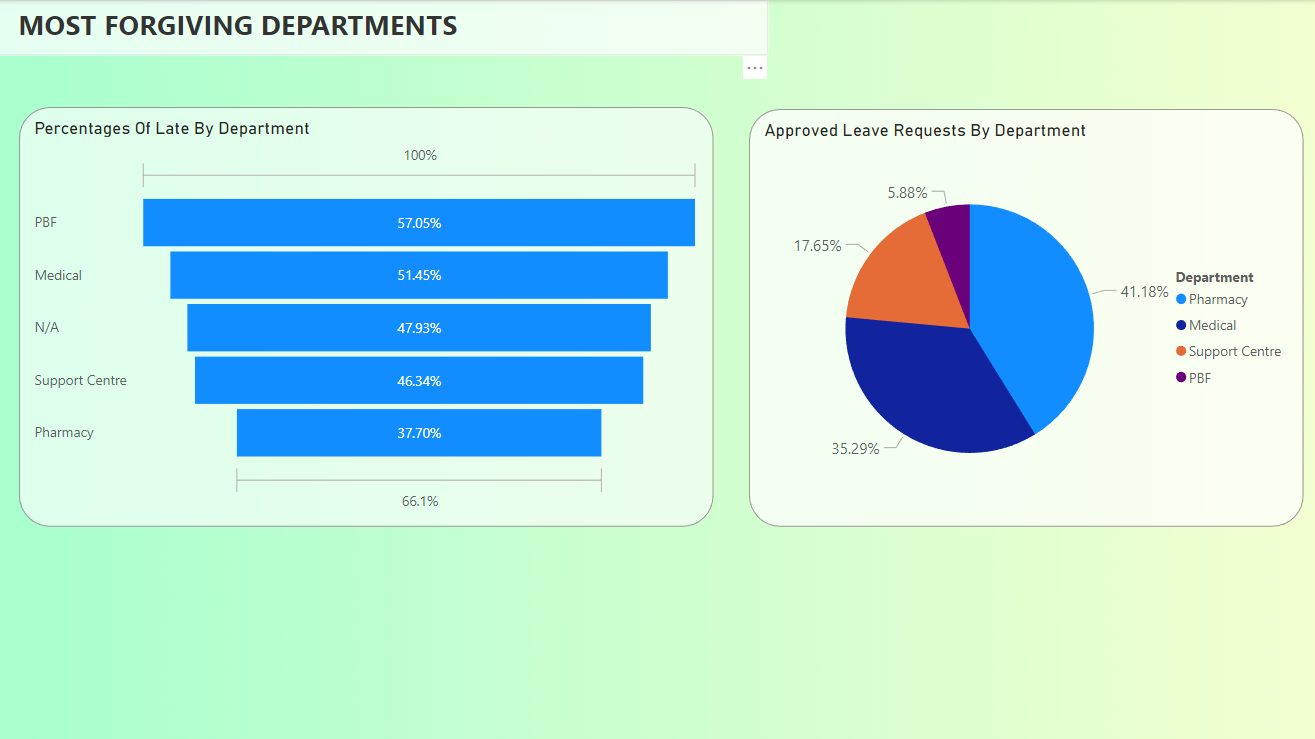 MOST FORGIVING DEPARTMENTS
Percentages Of Late By Department
100%
PBF 57.05%
Medical 51.45%
N/A 47.93%
Support Centre 46.34%
Pharmacy 37.70%
66.1%
Approved Leave Requests By Department
5.88%
17.65%
41.18%
35.29%
Department
Pharmacy
Medical
Support Centre
PBF